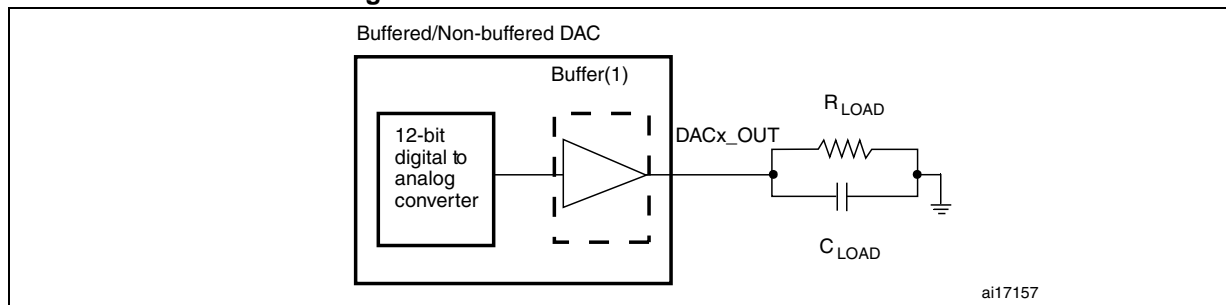 Buffered/Non-buffered DAC
Buffer(1)
12-bit
digital to
analog
converter
DACx_OUT
R LOAD
C LOAD
ai17157